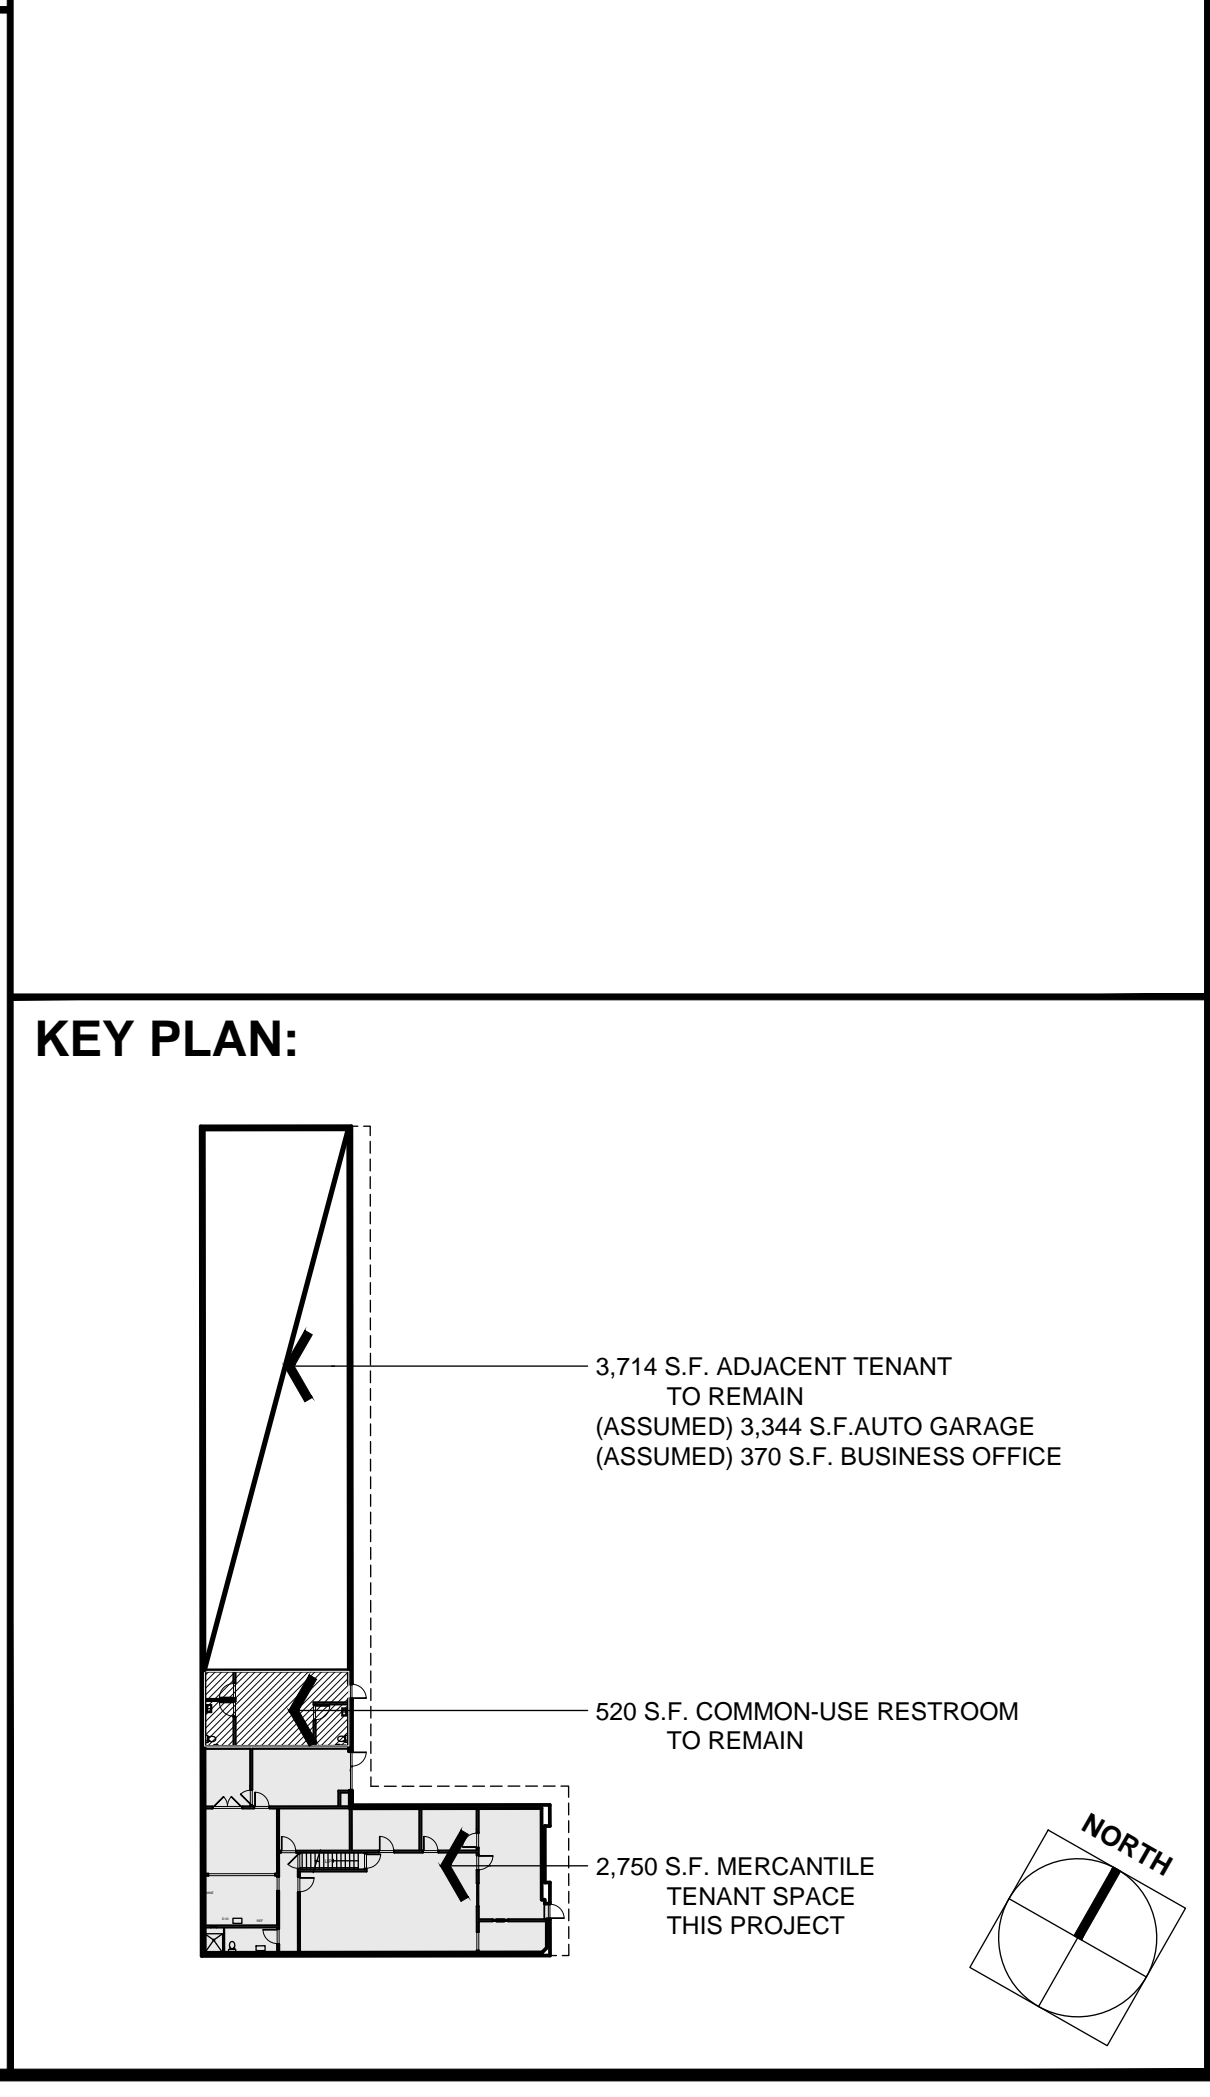 KEY PLAN:
3,714 S.F. ADJACENT TENANT
TO REMAIN
(ASSUMED) 3,344 S.F.AUTO GARAGE
(ASSUMED) 370 S.F. BUSINESS OFFICE
520 S.F. COMMON-USE RESTROOM
TO REMAIN
NORTH
2,750 S.F. MERCANTILE
TENANT SPACE
THIS PROJECT